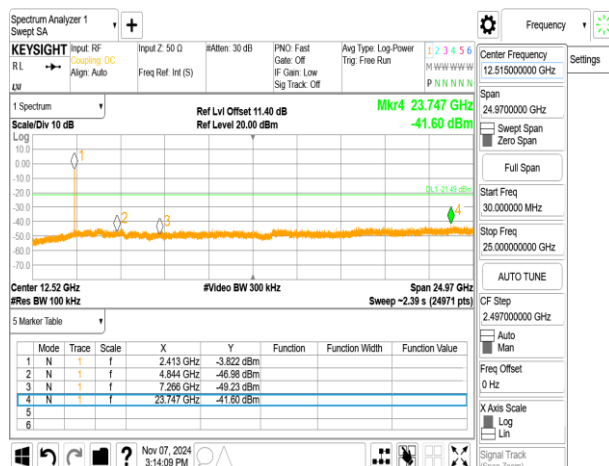 Spectrum Analyzer 1
Swept SA
+
Frequency
KEYSIGHT
Input: RF
Coupling: DC
Align: Auto
Input Z: 50 Ω
Freq Ref: Int (S)
#Atten: 30 dB
PNO: Fast
Gate: Off
IF Gain: Low
Sig Track: Off
Avg Type: Log-Power
Trig: Free Run
1 2 3 4 5 6
M W W W W W
P N N N N N
R L
LXI
Center Frequency
12.515000000 GHz
Settings
Span
24.9700000 GHz
Swept Span
Zero Span
Full Span
Start Freq
30.000000 MHz
Stop Freq
25.000000000 GHz
AUTO TUNE
CF Step
2.497000000 GHz
Auto
Man
Freq Offset
0 Hz
X Axis Scale
Log
Lin
Signal Track
(Span Zoom)
1 Spectrum
Scale/Div 10 dB
Ref Lvl Offset 11.40 dB
Ref Level 20.00 dBm
Mkr4 23.747 GHz
-41.60 dBm
Log
10.0
0.00
-10.0
-20.0
-30.0
-40.0
-50.0
-60.0
-70.0
1
2
3
4
DL1 -21.49 dBm
Center 12.52 GHz
#Res BW 100 kHz
#Video BW 300 kHz
Span 24.97 GHz
Sweep ~2.39 s (24971 pts)
5 Marker Table
Mode Trace Scale X Y Function Function Width Function Value
1 N 1 f 2.413 GHz -3.822 dBm
2 N 1 f 4.844 GHz -46.98 dBm
3 N 1 f 7.266 GHz -49.23 dBm
4 N 1 f 23.747 GHz -41.60 dBm
5
6
?
Nov 07, 2024
3:14:09 PM